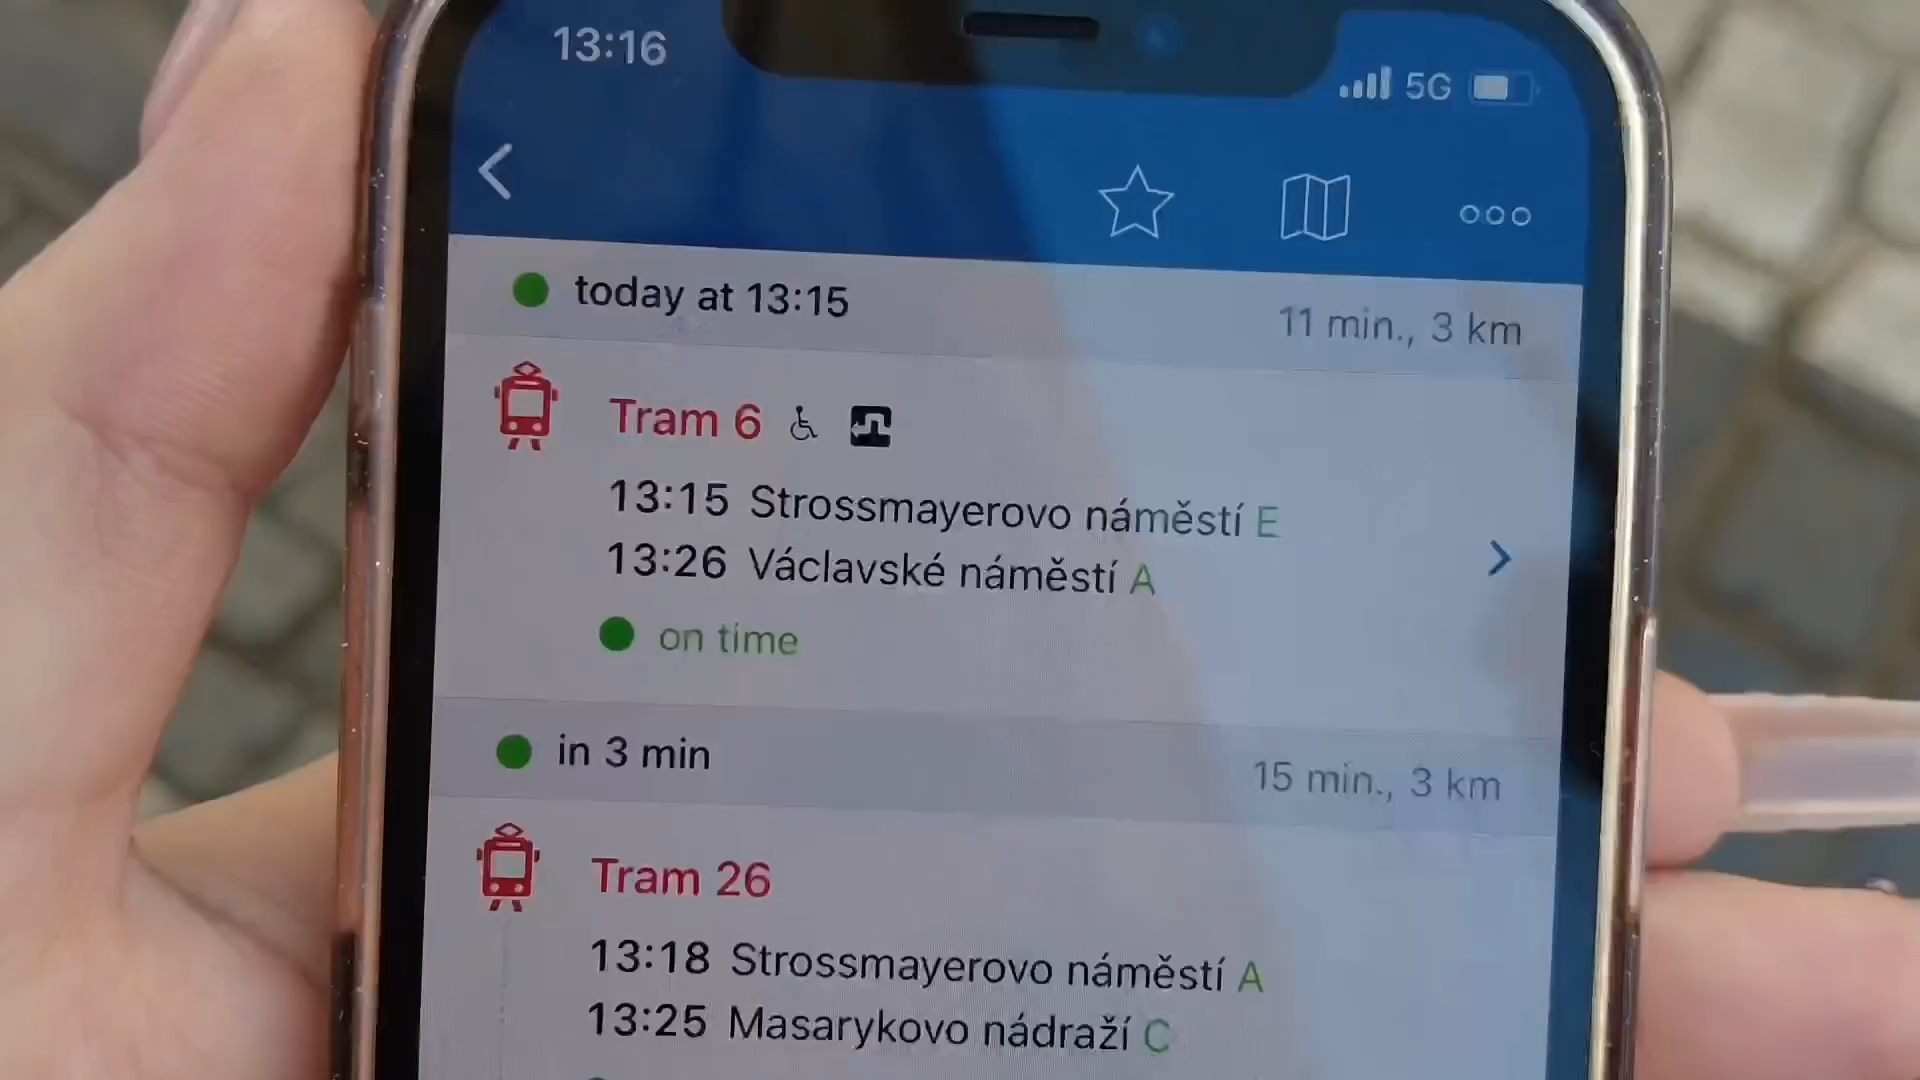 13:16
5G
today at 13:15
11 min., 3 km
Tram 6
13:15 Strossmayerovo náměstí E
13:26 Václavské náměstí A
on time
in 3 min
15 min., 3 km
Tram 26
13:18 Strossmayerovo náměstí A
13:25 Masarykovo nádraží C